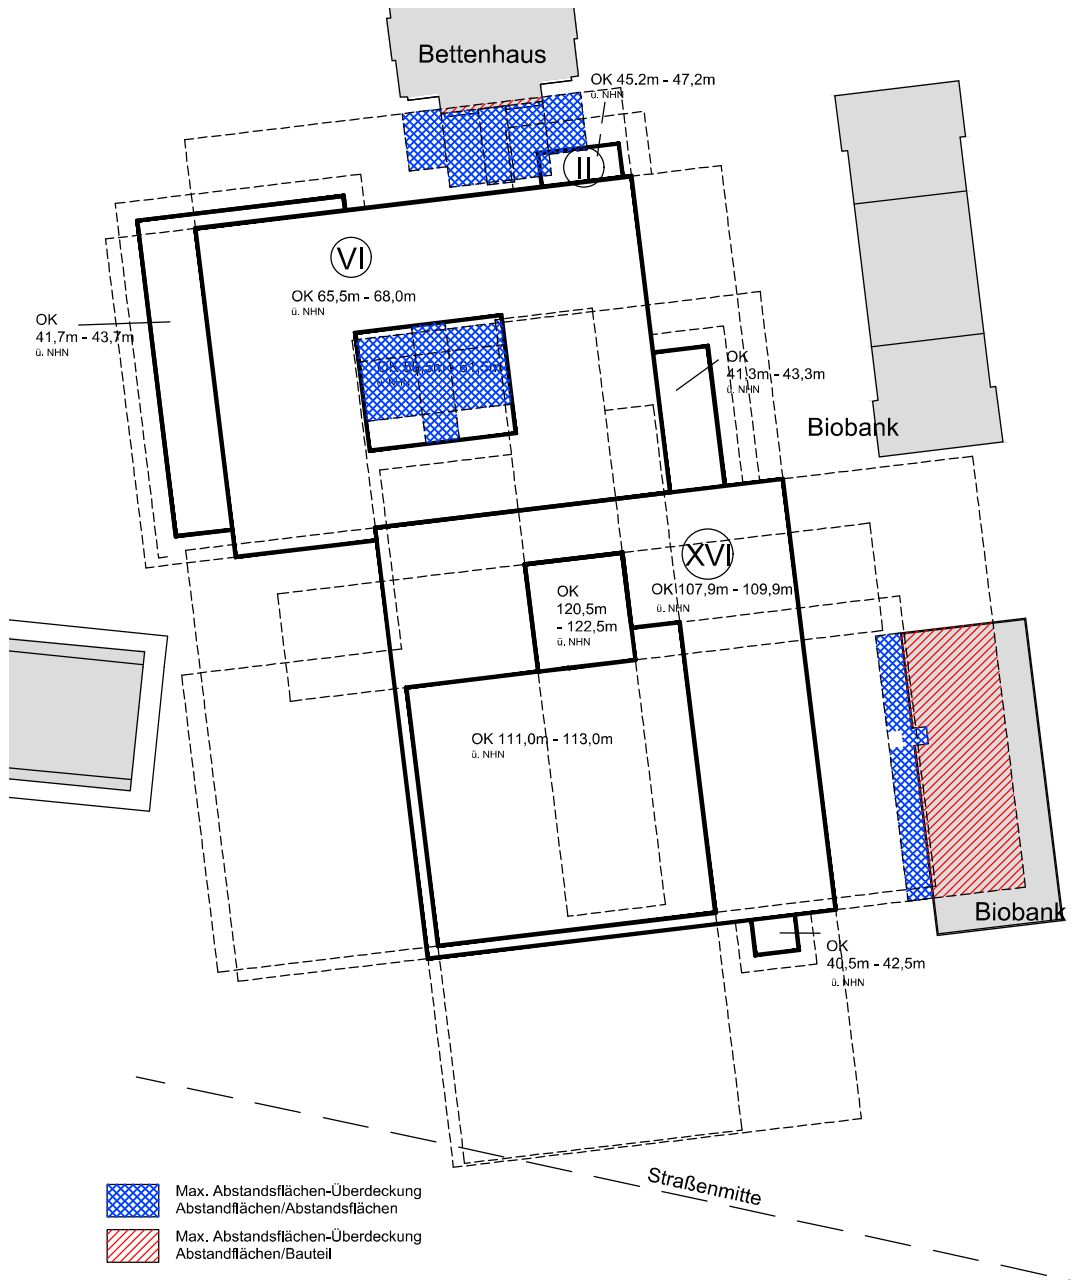 Bettenhaus
OK 45.2m - 47,2m
ü. NHN
II
VI
OK 65,5m - 68,0m
ü. NHN
OK
41,7m - 43,7m
ü. NHN
OK
ü. NHN
OK
41,3m - 43,3m
ü. NHN
Biobank
XVI
OK 107,9m - 109,9m
ü. NHN
OK
120,5m
- 122,5m
ü. NHN
OK 111,0m - 113,0m
ü. NHN
Biobank
OK
40,5m - 42,5m
ü. NHN
Straßenmitte
Max. Abstandsflächen-Überdeckung
Abstandflächen/Abstandsflächen
Max. Abstandsflächen-Überdeckung
Abstandflächen/Bauteil